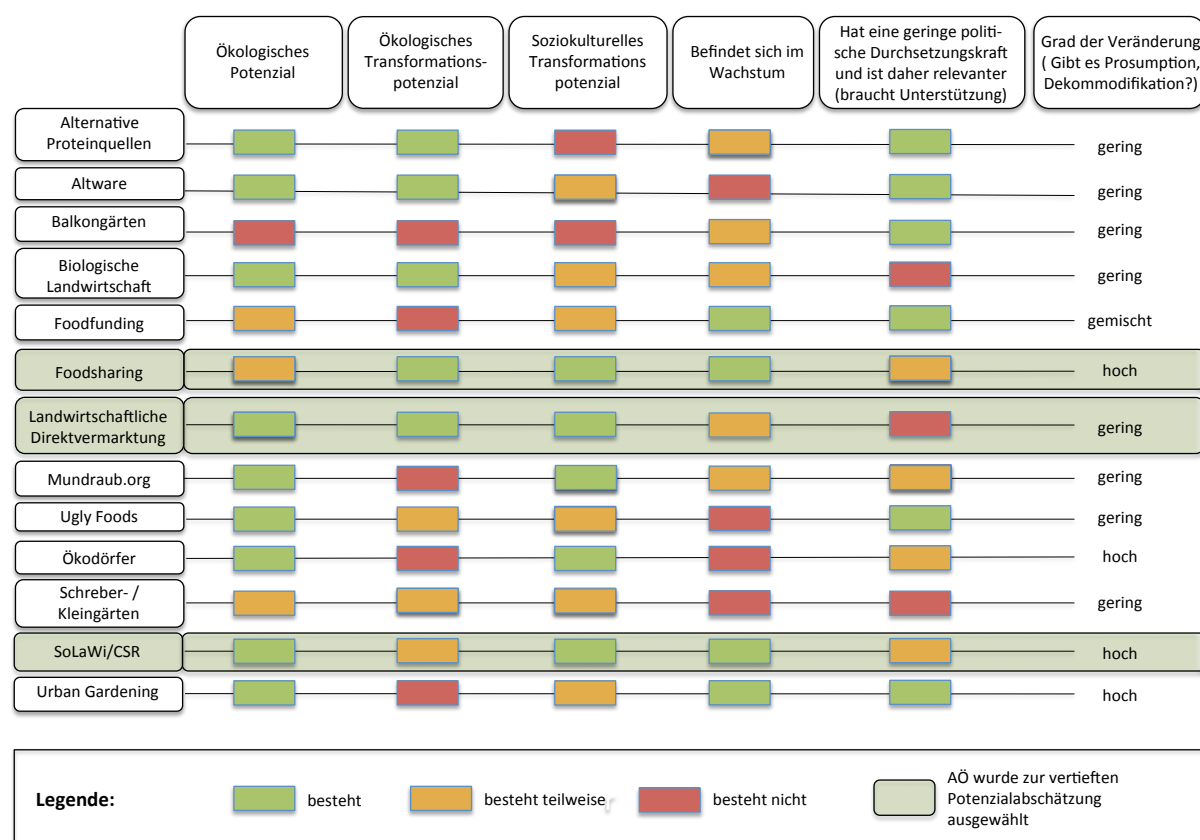 Ökologisches
Potenzial
Ökologisches
Transformations-
potenzial
Soziokulturelles
Transformations
potenzial
Befindet sich im
Wachstum
Hat eine geringe politi-
sche Durchsetzungskraft
und ist daher relevanter
(braucht Unterstützung)
Grad der Veränderung
( Gibt es Prosumption,
Dekommodifikation?)
Alternative
Proteinquellen
gering
Altware
gering
Balkongärten
gering
Biologische
Landwirtschaft
gering
Foodfunding
gemischt
Foodsharing
hoch
Landwirtschaftliche
Direktvermarktung
gering
Mundraub.org
gering
Ugly Foods
gering
Ökodörfer
hoch
Schreber- /
Kleingärten
gering
SoLaWi/CSR
hoch
Urban Gardening
hoch
Legende:
besteht
besteht teilweise
besteht nicht
AÖ wurde zur vertieften
Potenzialabschätzung
ausgewählt